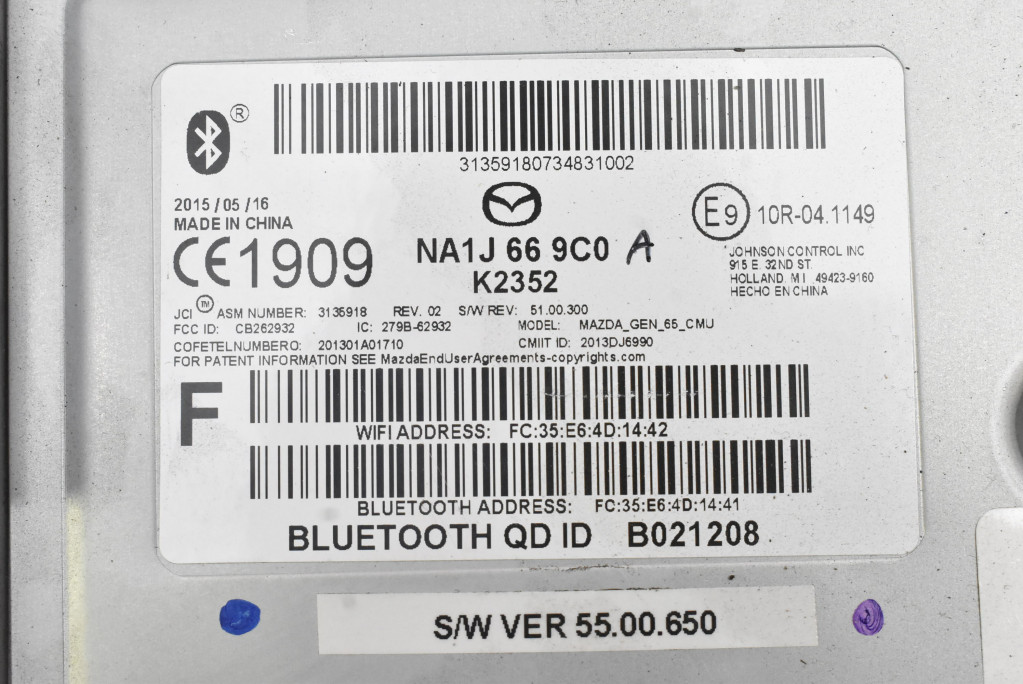 ®
31359180734831002
2015/05/16
MADE IN CHINA
CE1909
NA1J 66 9C0 A
K2352
E9 10R-04.1149
JOHNSON CONTROL INC
915 E. 32ND ST.
HOLLAND. M I . 49423-9160
HECHO EN CHINA
JCI ™ ASM NUMBER: 3135918 REV. 02 S/W REV: 51.00.300
FCC ID: CB262932 IC: 279B-62932 MODEL: MAZDA_GEN_65_CMU
COFETELNUMBERO: 201301A01710 CMIIT ID: 2013DJ6990
FOR PATENT INFORMATION SEE MazdaEndUserAgreements-copyrights.com
F
WIFI ADDRESS: FC:35:E6:4D:14:42
BLUETOOTH ADDRESS: FC:35:E6:4D:14:41
BLUETOOTH QD ID B021208
S/W VER 55.00.650